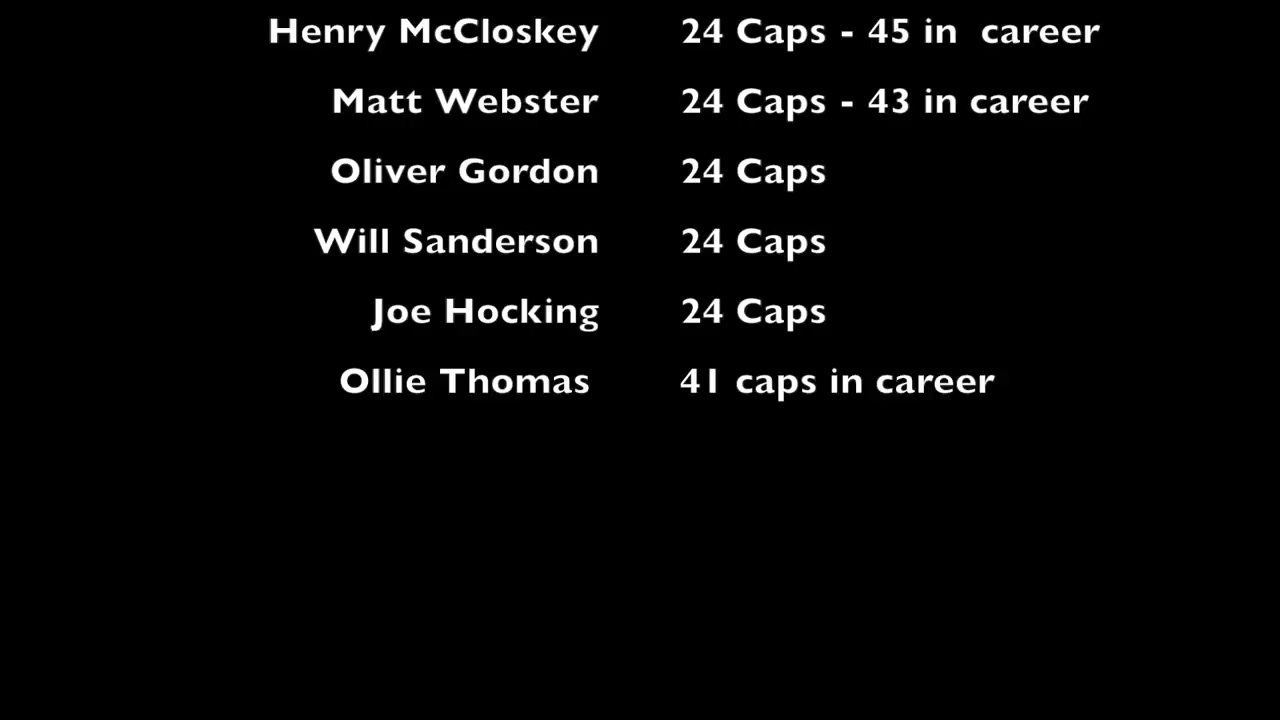 Henry McCloskey 24 Caps - 45 in career
Matt Webster 24 Caps - 43 in career
Oliver Gordon 24 Caps
Will Sanderson 24 Caps
Joe Hocking 24 Caps
Ollie Thomas 41 caps in career